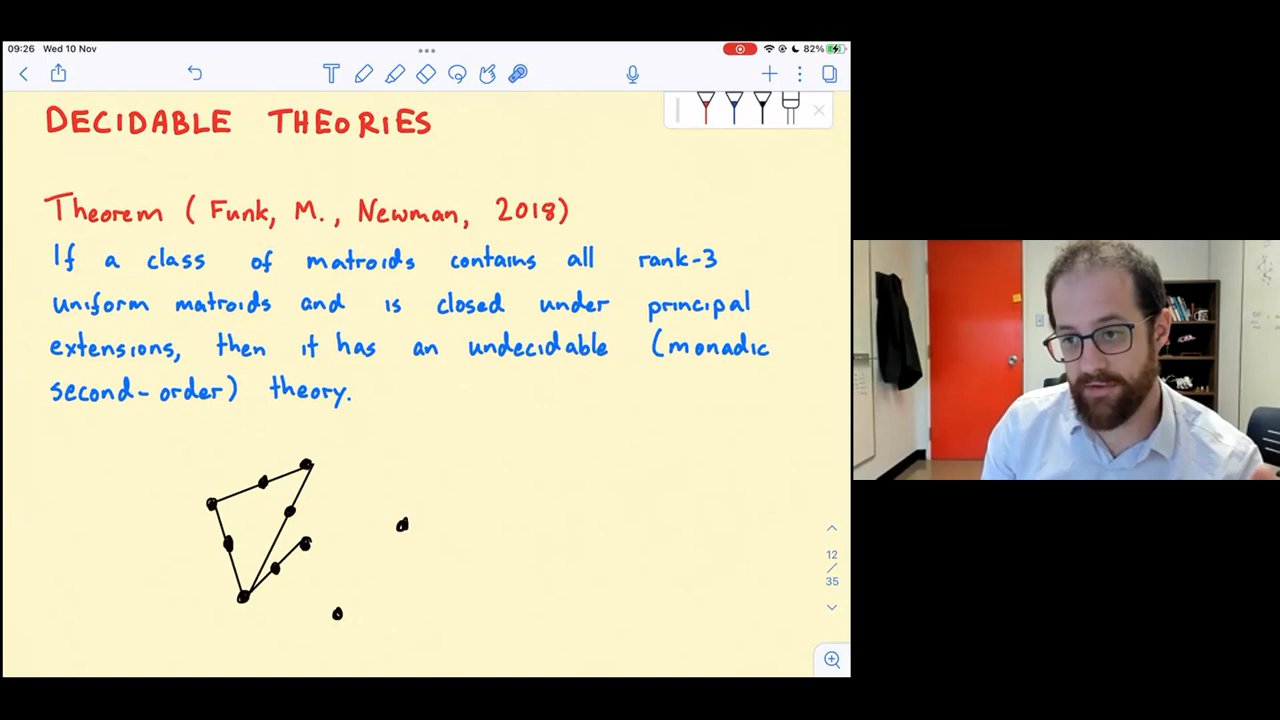 09:26 Wed 10 Nov
82%
DECIDABLE THEORIES
Theorem (Funk, M., Newman, 2018)
If a class of matroids contains all rank-3
uniform matroids and is closed under principal
extensions, then it has an undecidable (monadic
second-order) theory.
12
/
35